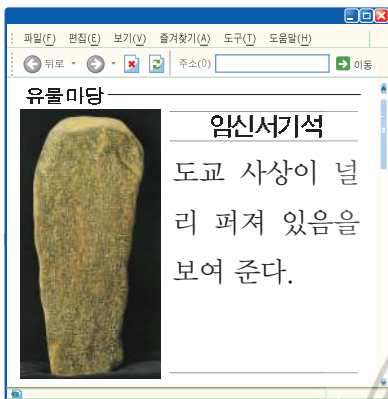 파일(F) 편집(E) 보기(V) 즐겨찾기(A) 도구(T) 도움말(H)
뒤로 주소(D) 이동
유물마당
임신서기석
도교 사상이 널
리 퍼져 있음을
보여 준다.